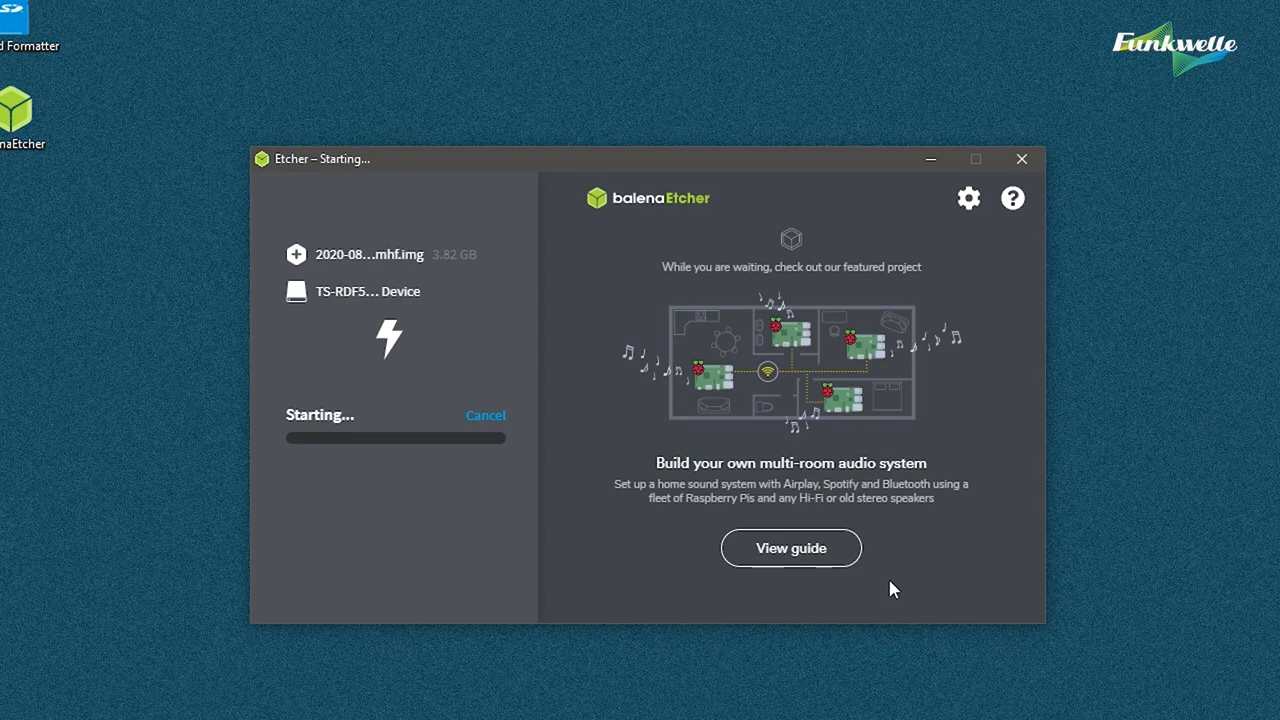 d Formatter
Funkwelle
naEtcher
Etcher – Starting...
balenaEtcher
2020-08...mhf.img 3.82 GB
TS-RDF5... Device
Starting...
Cancel
While you are waiting, check out our featured project
Build your own multi-room audio system
Set up a home sound system with Airplay, Spotify and Bluetooth using a
fleet of Raspberry Pis and any Hi-Fi or old stereo speakers
View guide